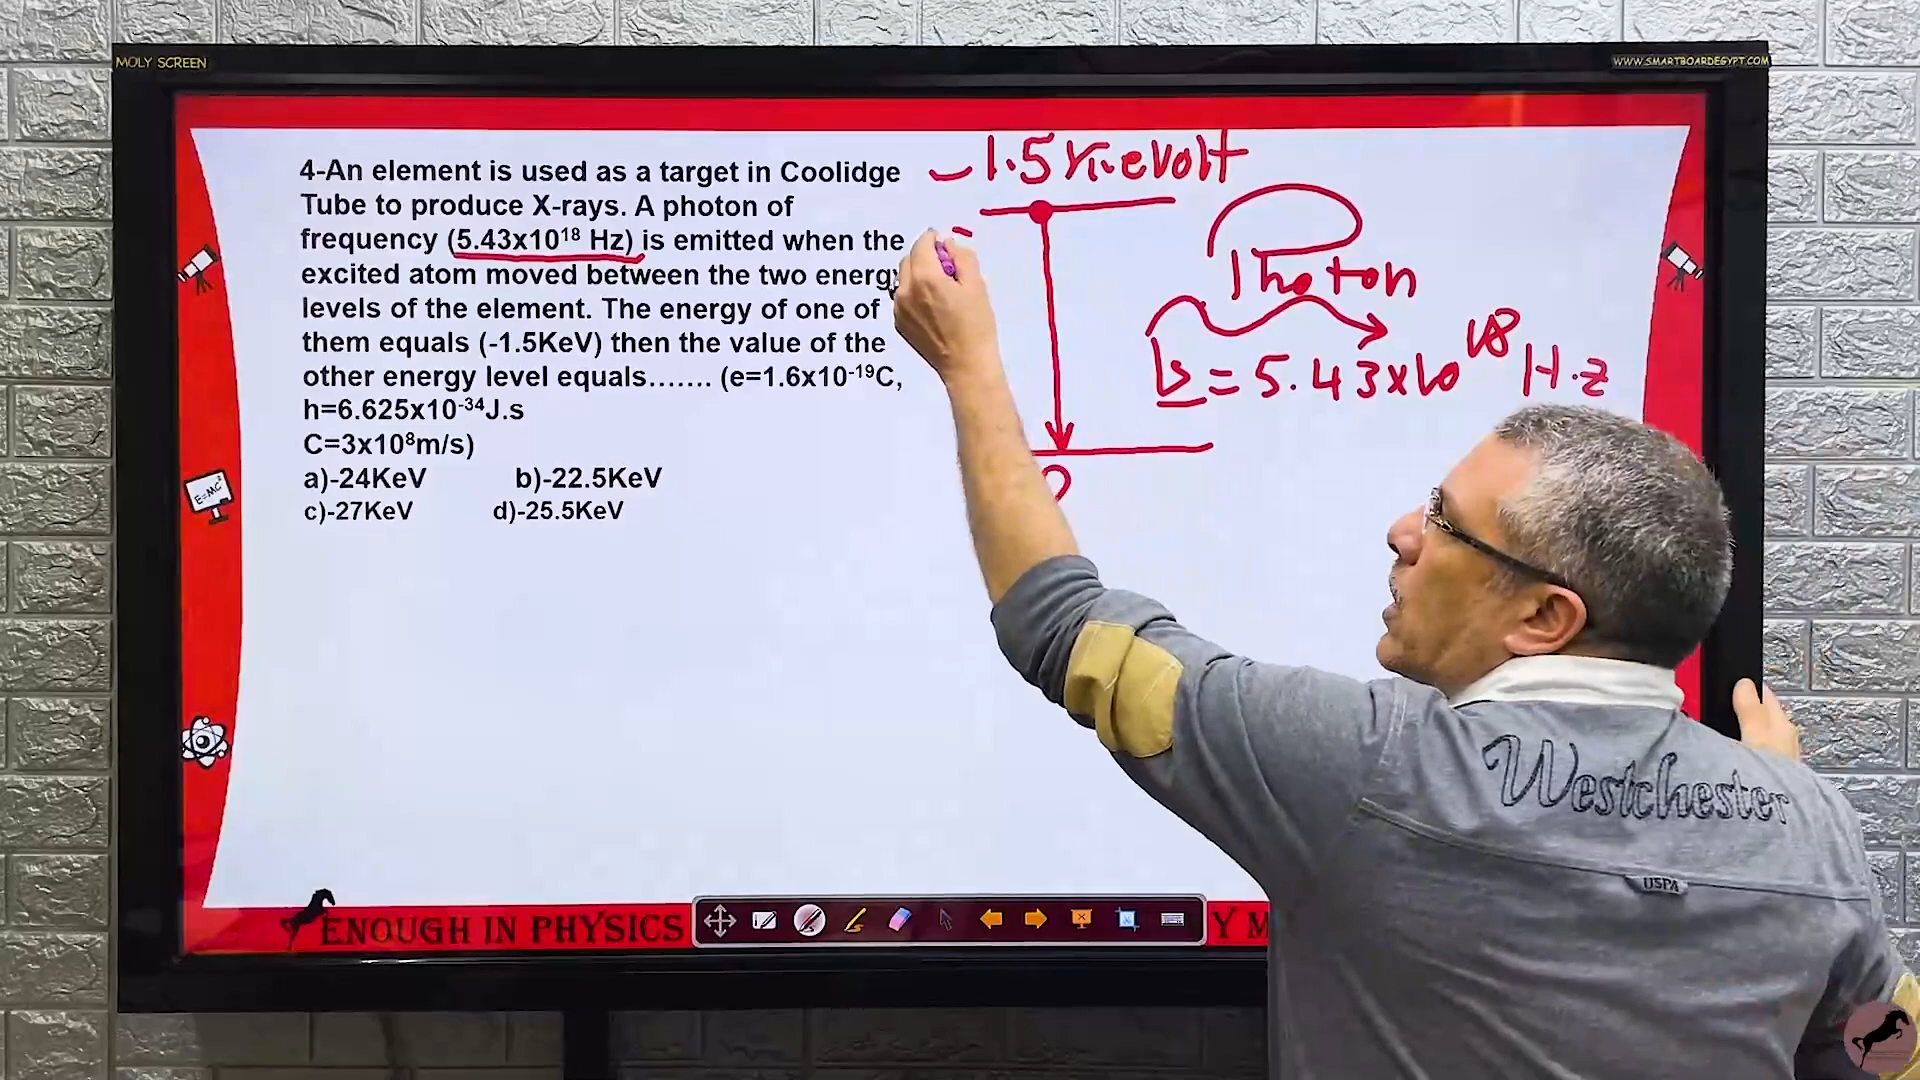 MOLY SCREEN
WWW.SMARTBOARDEGYPT.COM
4-An element is used as a target in Coolidge
Tube to produce X-rays. A photon of
frequency (5.43x10¹⁸ Hz) is emitted when the
excited atom moved between the two energy
levels of the element. The energy of one of
them equals (-1.5KeV) then the value of the
other energy level equals……. (e=1.6x10⁻¹⁹C,
h=6.625x10⁻³⁴J.s
C=3x10⁸m/s)
a)-24KeV b)-22.5KeV
c)-27KeV d)-25.5KeV
-1.5 K.evolt
Photon
= 5.43x10¹⁸ H.z
E=MC²
Westchester
USPA
ENOUGH IN PHYSICS
Y M